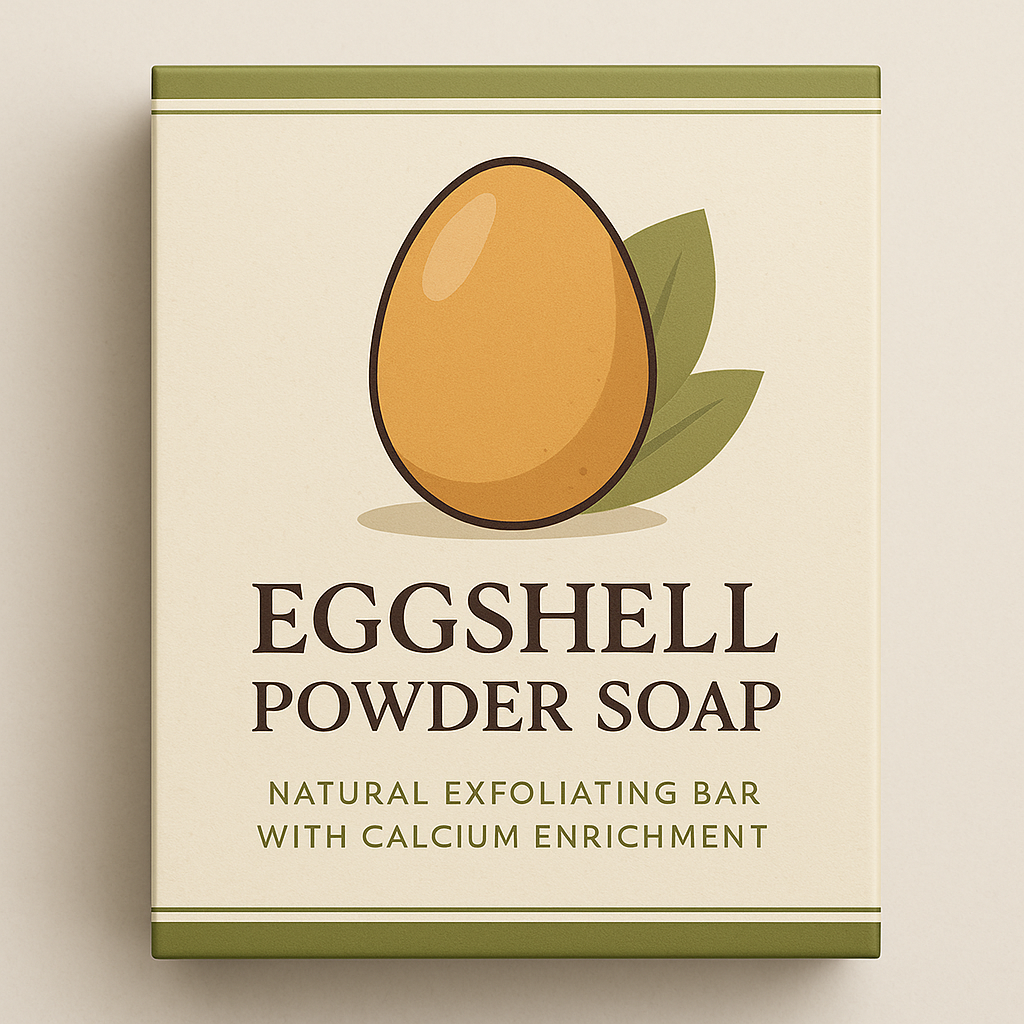 EGGSHELL
POWDER SOAP
NATURAL EXFOLIATING BAR
WITH CALCIUM ENRICHMENT